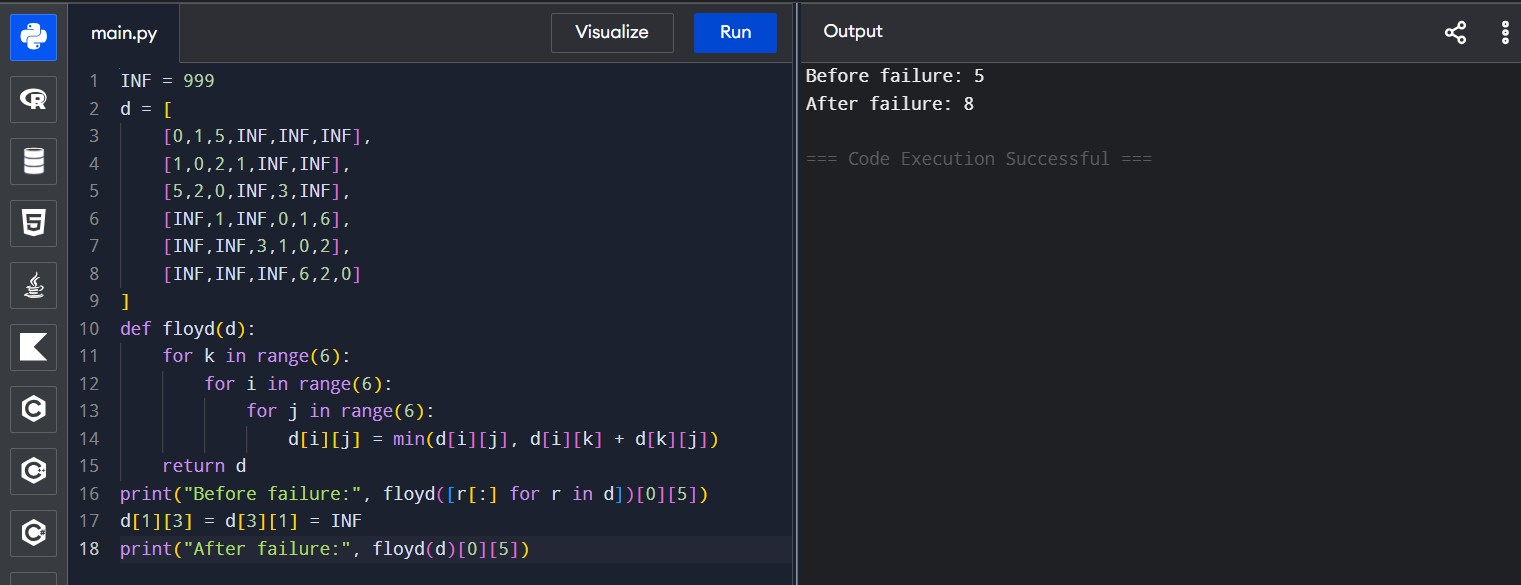 main.py
Visualize
Run
Output
1 INF = 999
2 d = [
3     [0,1,5,INF,INF,INF],
4     [1,0,2,1,INF,INF],
5     [5,2,0,INF,3,INF],
6     [INF,1,INF,0,1,6],
7     [INF,INF,3,1,0,2],
8     [INF,INF,INF,6,2,0]
9 ]
10 def floyd(d):
11     for k in range(6):
12         for i in range(6):
13             for j in range(6):
14                 d[i][j] = min(d[i][j], d[i][k] + d[k][j])
15     return d
16 print("Before failure:", floyd([r[:] for r in d])[0][5])
17 d[1][3] = d[3][1] = INF
18 print("After failure:", floyd(d)[0][5])
Before failure: 5
After failure: 8
=== Code Execution Successful ===